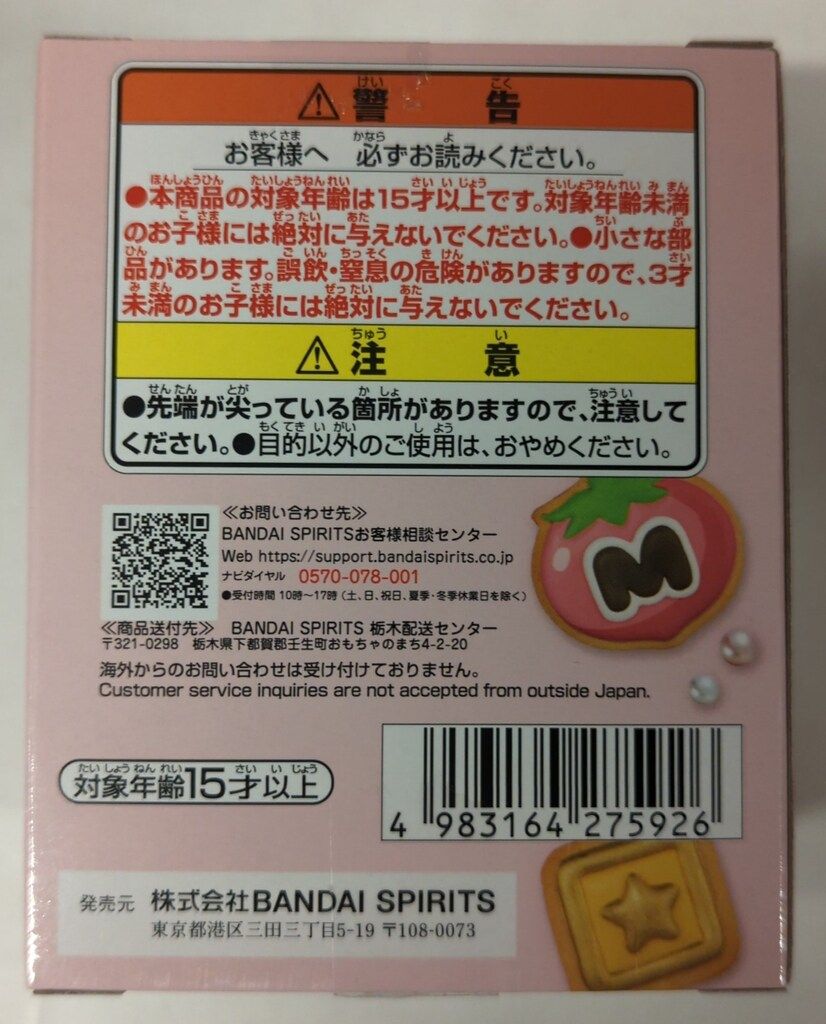 ⚠警告
お客様へ 必ずお読みください。
●本商品の対象年齢は15才以上です。対象年齢未満
のお子様には絶対に与えないでください。●小さな部
品があります。誤飲・窒息の危険がありますので、3才
未満のお子様には絶対に与えないでください。
⚠注意
●先端が尖っている箇所がありますので、注意して
ください。●目的以外のご使用は、おやめください。
≪お問い合わせ先≫
BANDAI SPIRITSお客様相談センター
Web https://support.bandaispirits.co.jp
ナビダイヤル 0570-078-001
●受付時間 10時〜17時（土、日、祝日、夏季・冬季休業日を除く）
M
≪商品送付先≫ BANDAI SPIRITS 栃木配送センター
〒321-0298 栃木県下都賀郡壬生町おもちゃのまち4-2-20
海外からのお問い合わせは受け付けておりません。
Customer service inquiries are not accepted from outside Japan.
対象年齢15才以上
4 983164 275926
発売元 株式会社BANDAI SPIRITS
東京都港区三田三丁目5-19 〒108-0073